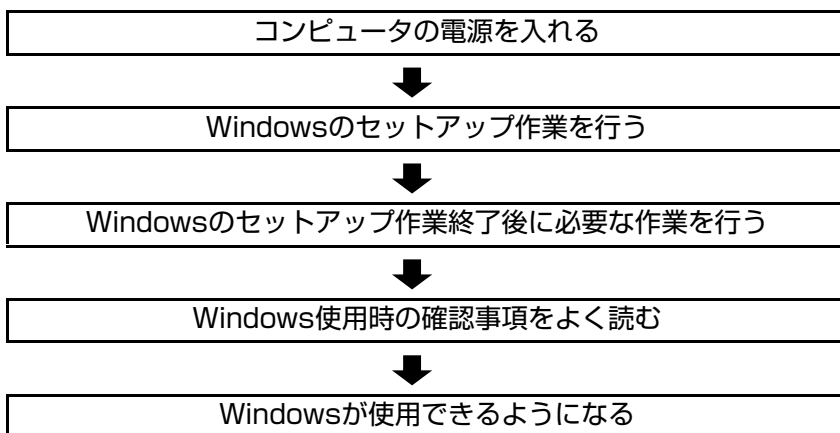 コンピュータの電源を入れる
Windowsのセットアップ作業を行う
Windowsのセットアップ作業終了後に必要な作業を行う
Windows使用時の確認事項をよく読む
Windowsが使用できるようになる